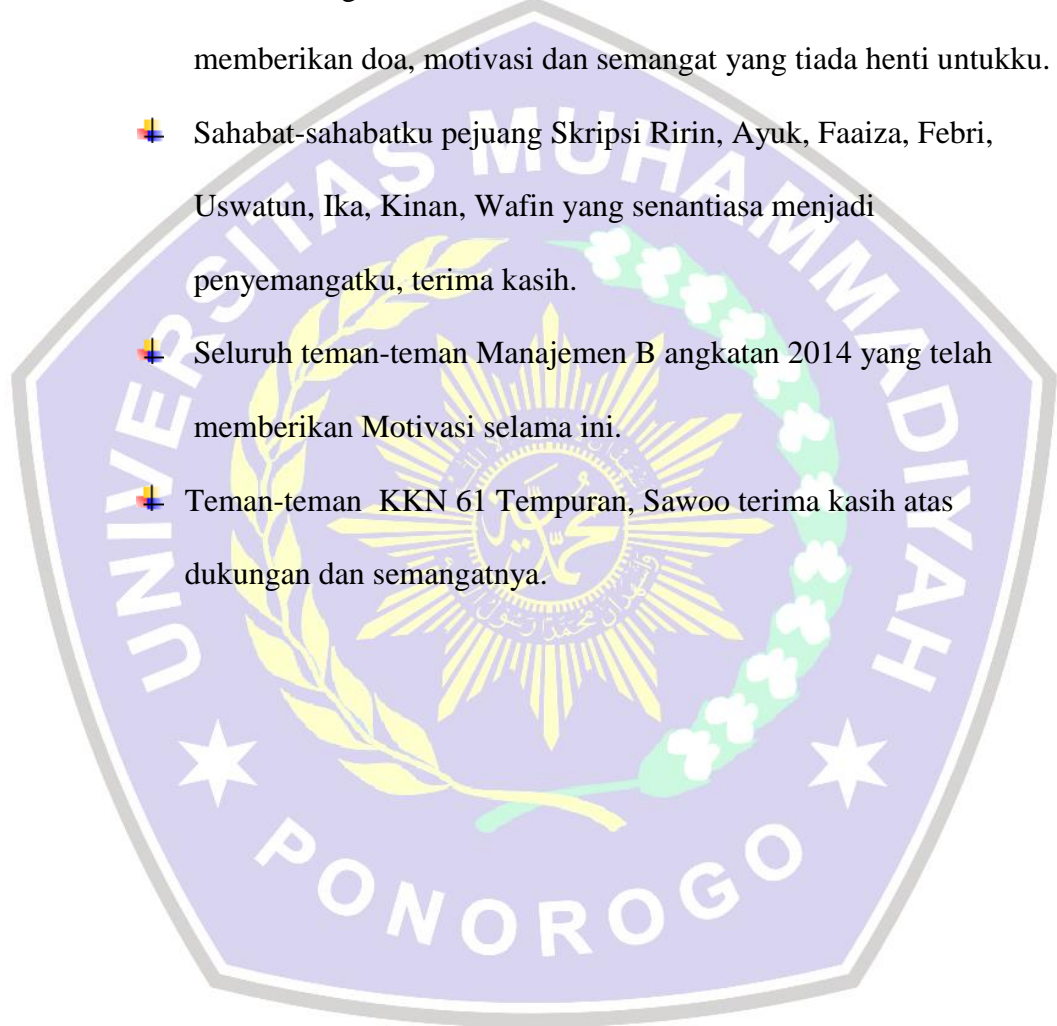 memberikan doa, motivasi dan semangat yang tiada henti untukku.
Sahabat-sahabatku pejuang Skripsi Ririn, Ayuk, Faaiza, Febri,
Uswatun, Ika, Kinan, Wafin yang senantiasa menjadi
penyemangatku, terima kasih.
Seluruh teman-teman Manajemen B angkatan 2014 yang telah
memberikan Motivasi selama ini.
Teman-teman KKN 61 Tempuran, Sawoo terima kasih atas
dukungan dan semangatnya.
UNIVERSITAS MUHAMMADIYAH
PONOROGO
محمدية